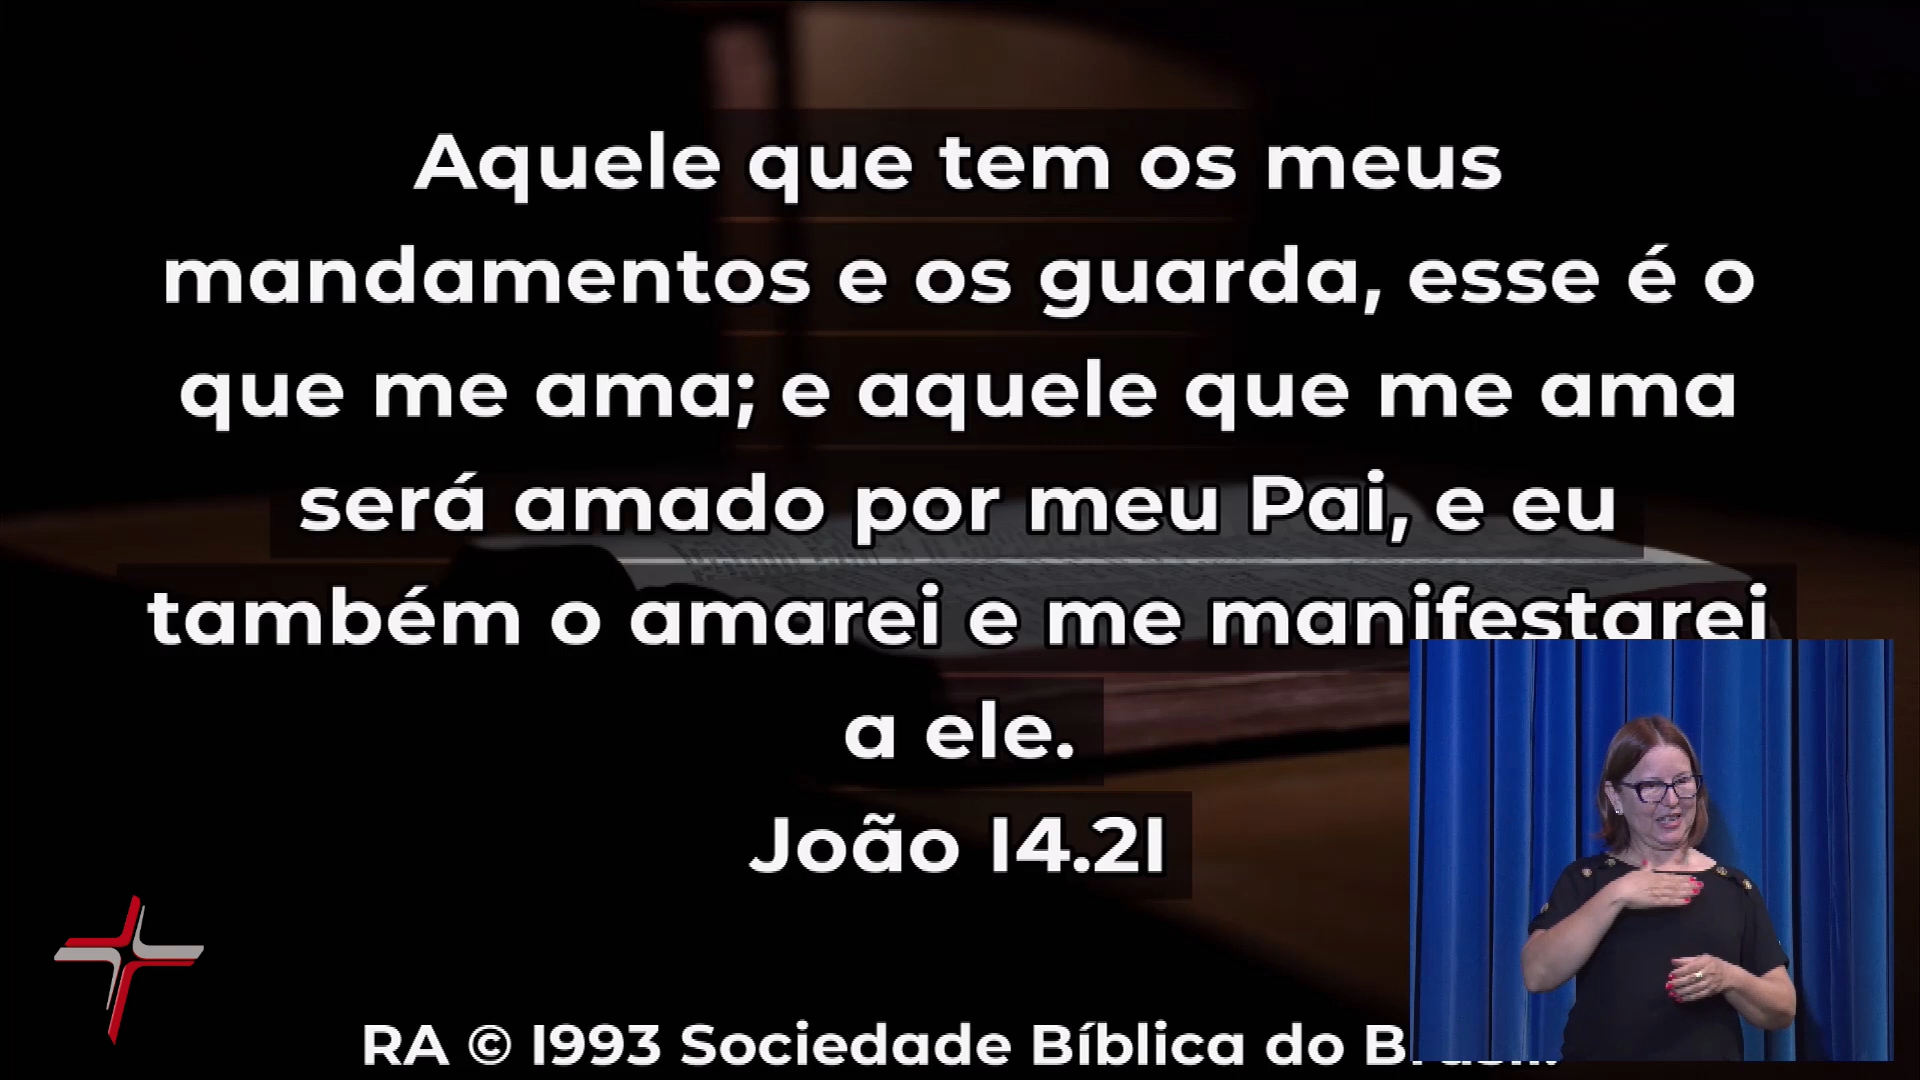 Aquele que tem os meus
mandamentos e os guarda, esse é o
que me ama; e aquele que me ama
será amado por meu Pai, e eu
também o amarei e me manifestarei
a ele.
João 14.21
RA © 1993 Sociedade Bíblica do